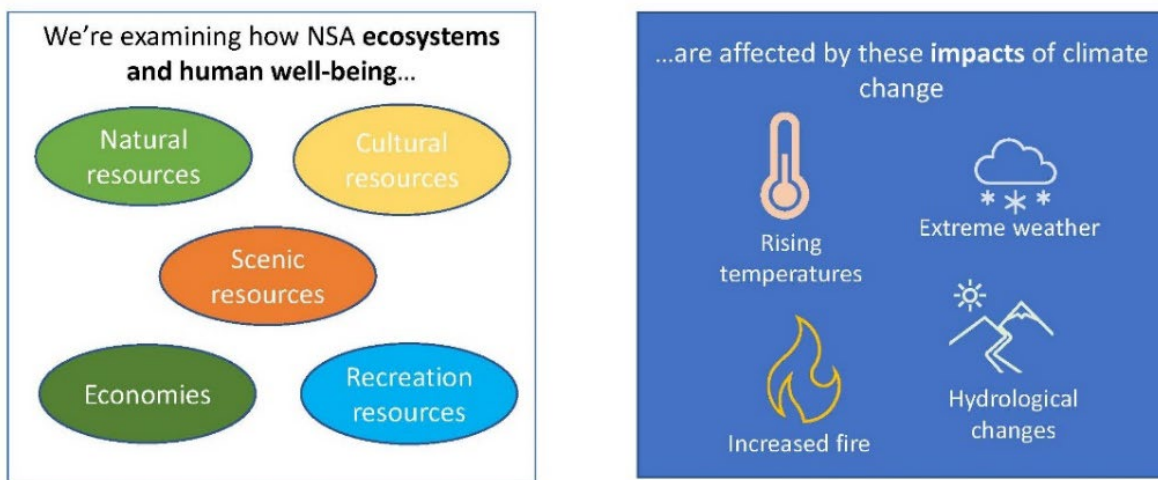 We're examining how NSA ecosystems
and human well-being...
Natural
resources
Cultural
resources
Scenic
resources
Economies
Recreation
resources
...are affected by these impacts of climate
change
Rising
temperatures
Extreme weather
Increased fire
Hydrological
changes